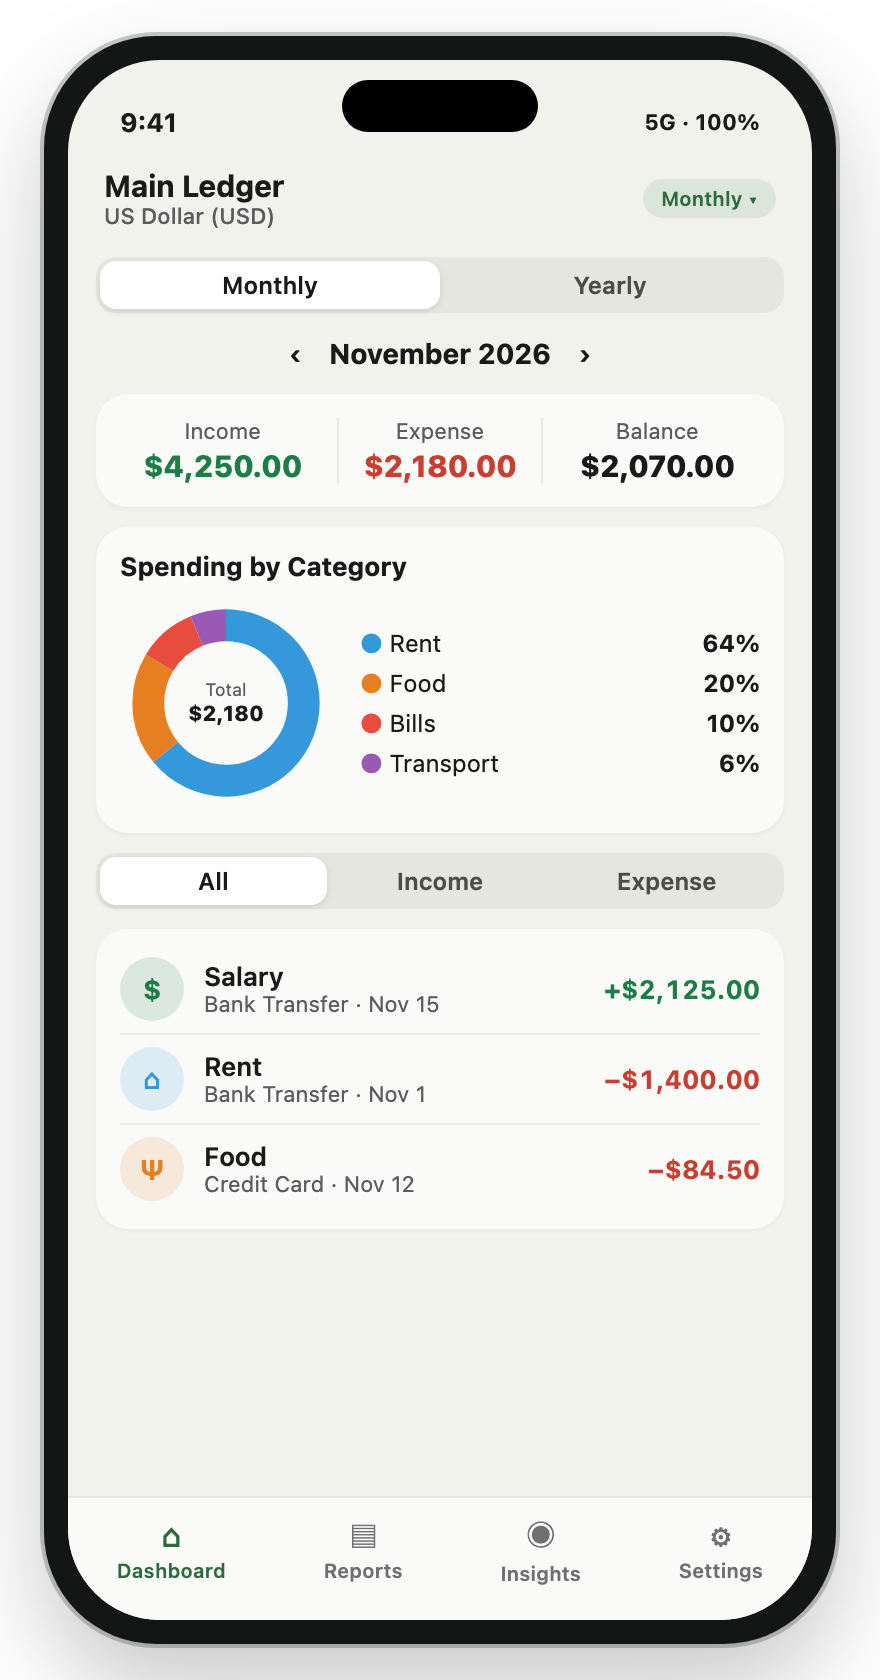 9:41
5G · 100%
Main Ledger
US Dollar (USD)
Monthly ▾
Monthly
Yearly
‹ November 2026 ›
Income
Expense
Balance
$4,250.00
$2,180.00
$2,070.00
Spending by Category
Total
$2,180
Rent 64%
Food 20%
Bills 10%
Transport 6%
All
Income
Expense
$
Salary
Bank Transfer · Nov 15
+$2,125.00
Rent
Bank Transfer · Nov 1
−$1,400.00
Ψ
Food
Credit Card · Nov 12
−$84.50
Dashboard
Reports
Insights
Settings